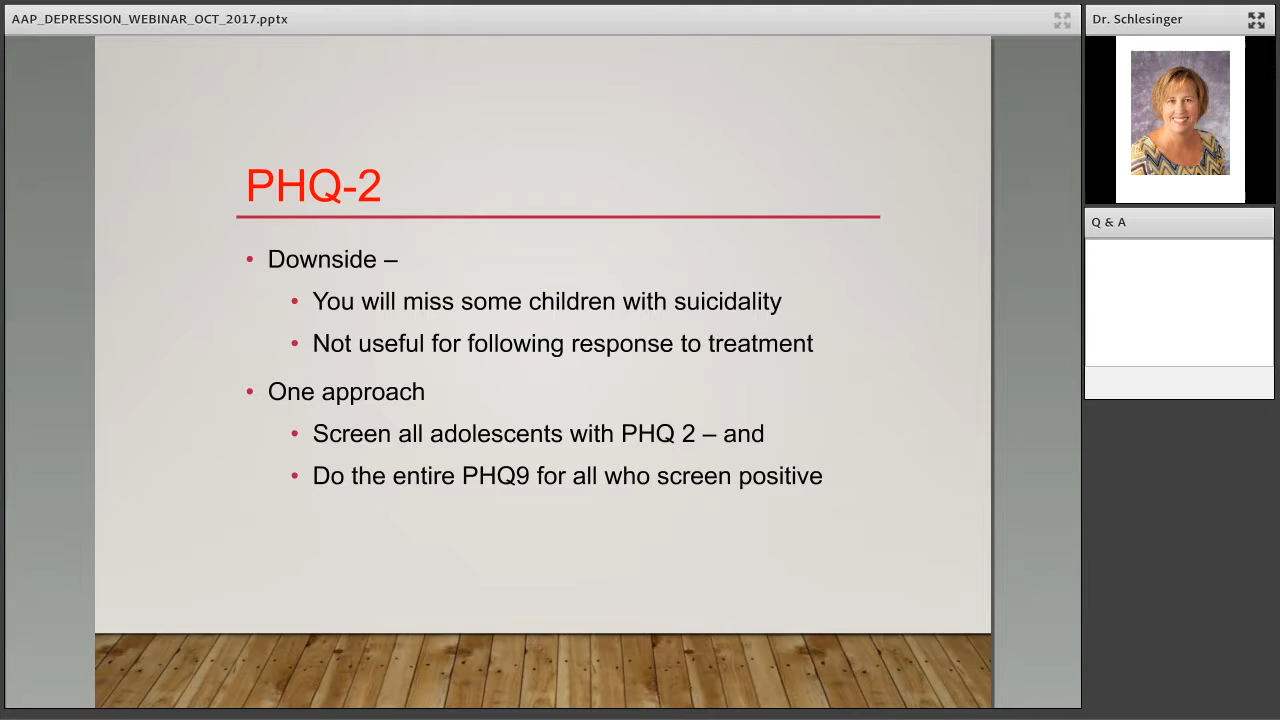 AAP_DEPRESSION_WEBINAR_OCT_2017.pptx
Dr. Schlesinger
Q & A
PHQ-2
• Downside –
• You will miss some children with suicidality
• Not useful for following response to treatment
• One approach
• Screen all adolescents with PHQ 2 – and
• Do the entire PHQ9 for all who screen positive